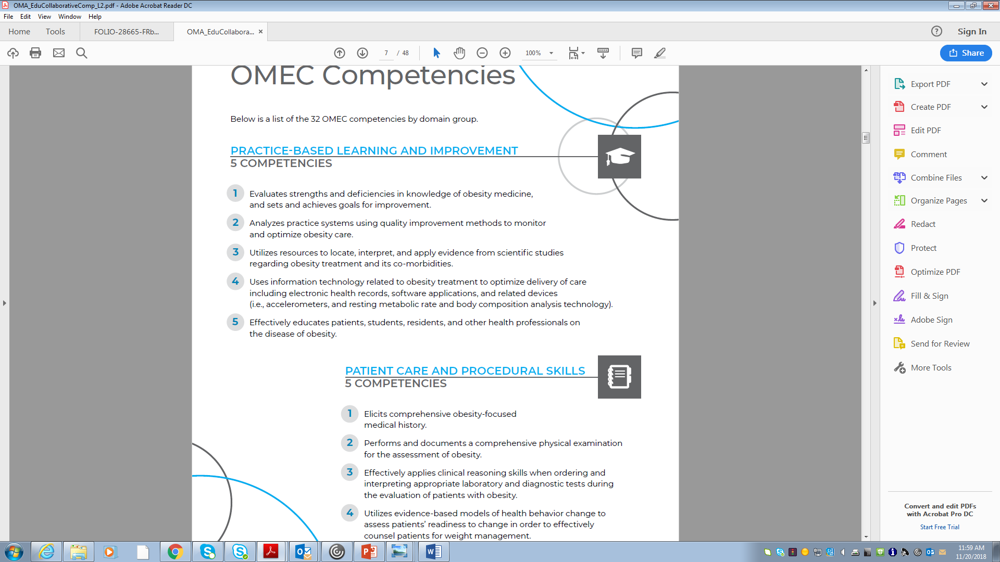 OMA_EduCollaborativeComp_L2.pdf - Adobe Acrobat Reader DC
File Edit View Window Help
Home Tools FOLIO-28665-FRb... OMA_EduCollabora... × Sign In
7 / 48 100% Share
OMEC Competencies
Below is a list of the 32 OMEC competencies by domain group.
PRACTICE-BASED LEARNING AND IMPROVEMENT
5 COMPETENCIES
1 Evaluates strengths and deficiencies in knowledge of obesity medicine,
and sets and achieves goals for improvement.
2 Analyzes practice systems using quality improvement methods to monitor
and optimize obesity care.
3 Utilizes resources to locate, interpret, and apply evidence from scientific studies
regarding obesity treatment and its co-morbidities.
4 Uses information technology related to obesity treatment to optimize delivery of care
including electronic health records, software applications, and related devices
(i.e., accelerometers, and resting metabolic rate and body composition analysis technology).
5 Effectively educates patients, students, residents, and other health professionals on
the disease of obesity.
PATIENT CARE AND PROCEDURAL SKILLS
5 COMPETENCIES
1 Elicits comprehensive obesity-focused
medical history.
2 Performs and documents a comprehensive physical examination
for the assessment of obesity.
3 Effectively applies clinical reasoning skills when ordering and
interpreting appropriate laboratory and diagnostic tests during
the evaluation of patients with obesity.
4 Utilizes evidence-based models of health behavior change to
assess patients’ readiness to change in order to effectively
counsel patients for weight management.
Export PDF
Create PDF
Edit PDF
Comment
Combine Files
Organize Pages
Redact
Protect
Optimize PDF
Fill & Sign
Adobe Sign
Send for Review
More Tools
Convert and edit PDFs
with Acrobat Pro DC
Start Free Trial
11:59 AM
11/20/2018